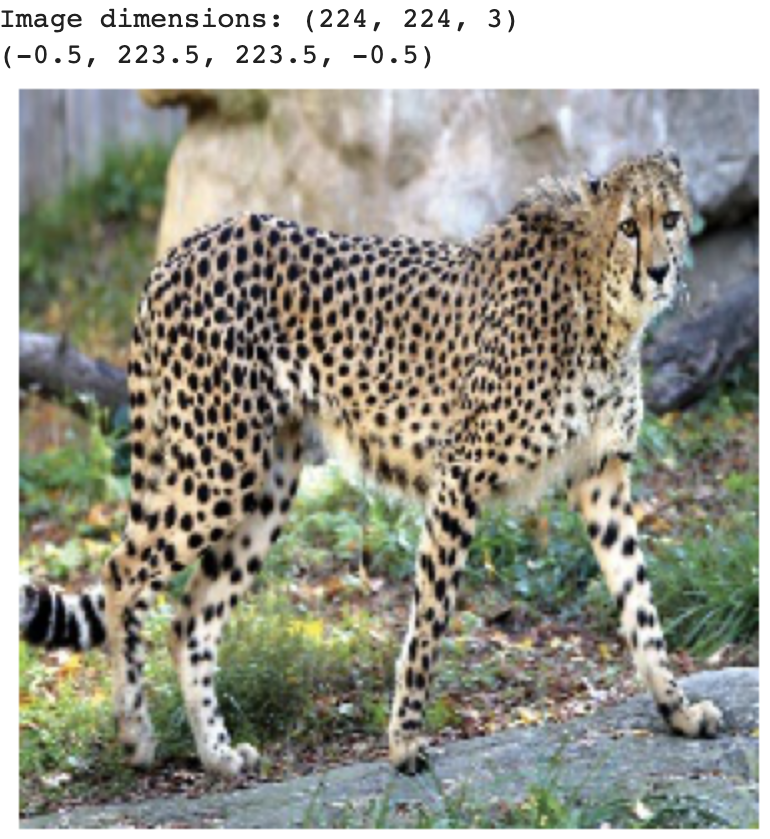 Image dimensions: (224, 224, 3)
(-0.5, 223.5, 223.5, -0.5)